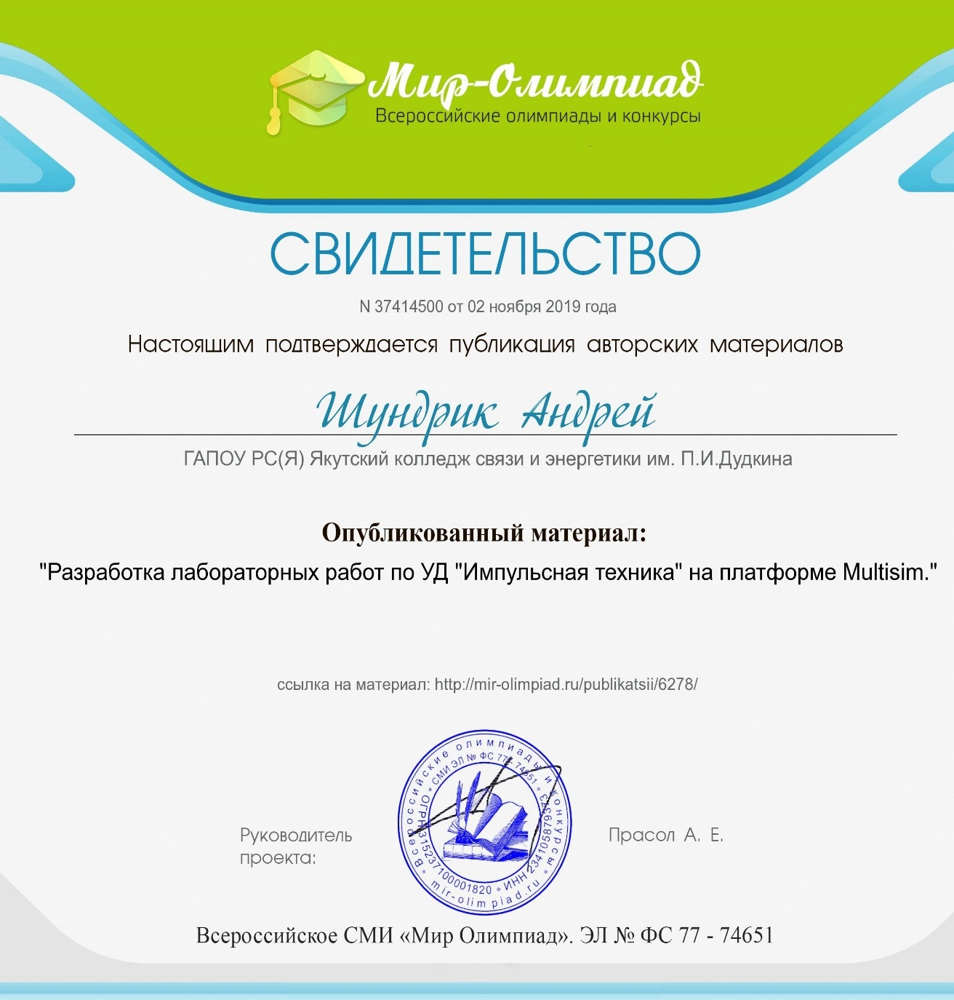 Мир-Олимпиад
Всероссийские олимпиады и конкурсы
СВИДЕТЕЛЬСТВО
N 37414500 от 02 ноября 2019 года
Настоящим подтверждается публикация авторских материалов
Шундрик Андрей
ГАПОУ РС(Я) Якутский колледж связи и энергетики им. П.И.Дудкина
Опубликованный материал:
"Разработка лабораторных работ по УД "Импульсная техника" на платформе Multisim."
ссылка на материал: http://mir-olimpiad.ru/publikatsii/6278/
* Всероссийские олимпиады и конкурсы *
mir-olimpiad.ru
* СМИ ЭЛ № ФС 77 - 74651 *
ОГРН 315237100001820 * ИНН 234105879373
Руководитель
проекта:
Прасол А. Е.
Всероссийское СМИ «Мир Олимпиад». ЭЛ № ФС 77 - 74651